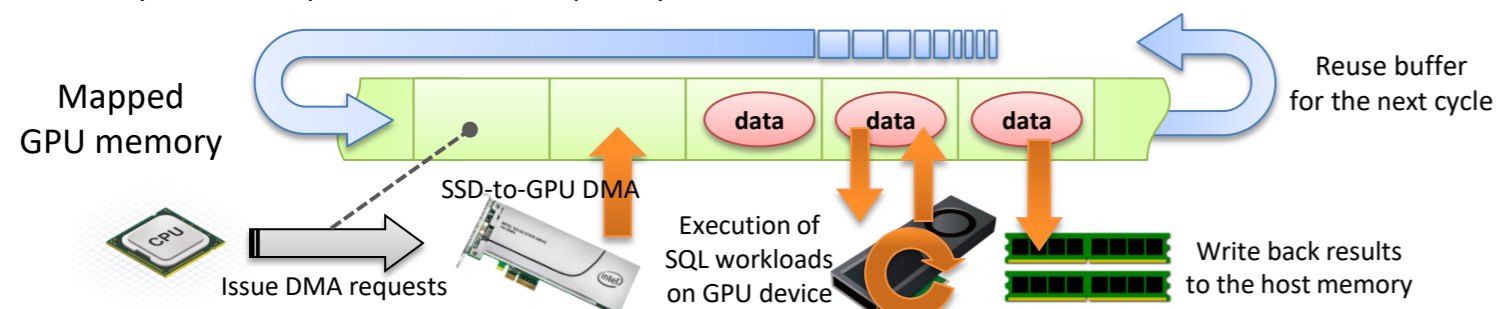 Mapped
GPU memory
data
data
data
Reuse buffer
for the next cycle
SSD-to-GPU DMA
CPU
Issue DMA requests
intel
Execution of
SQL workloads
on GPU device
Write back results
to the host memory